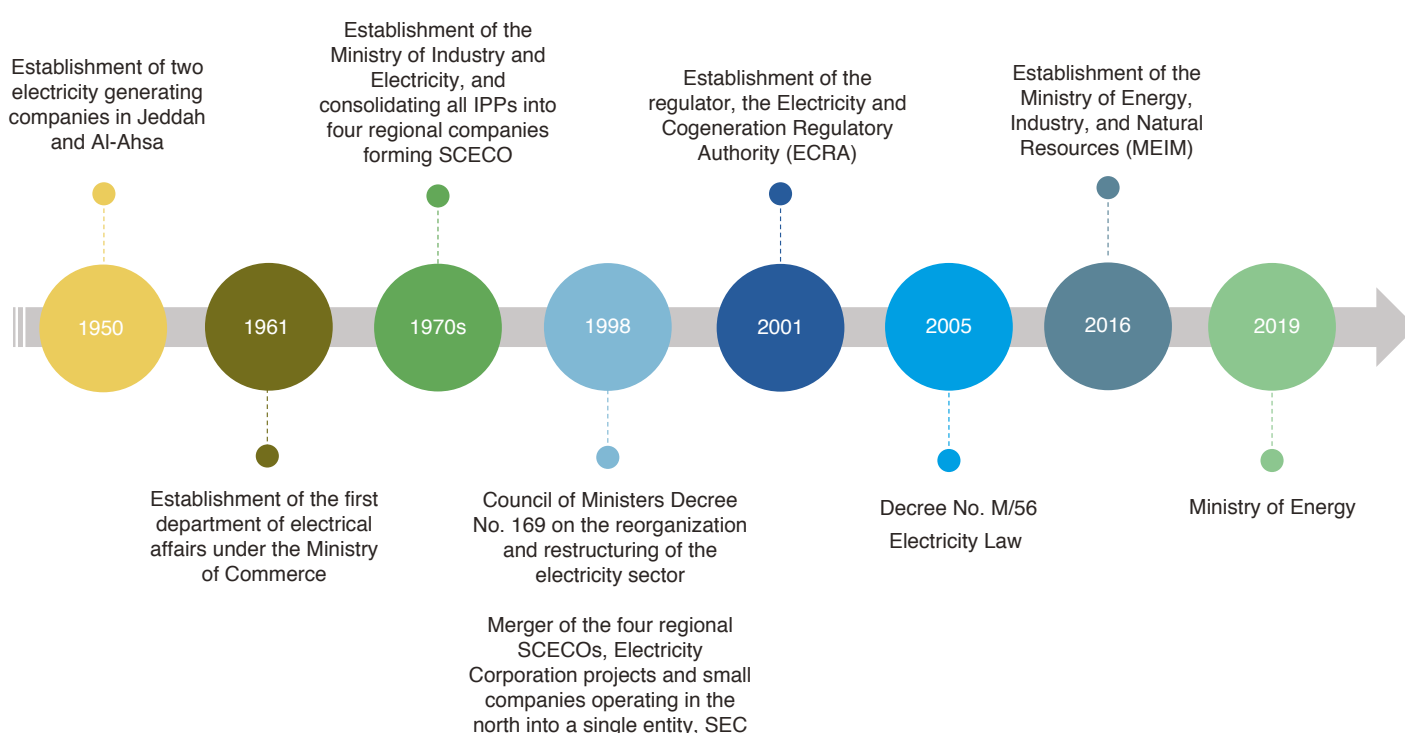 Establishment of two
electricity generating
companies in Jeddah
and Al-Ahsa
1950
1961
Establishment of the first
department of electrical
affairs under the Ministry
of Commerce
Establishment of the
Ministry of Industry and
Electricity, and
consolidating all IPPs into
four regional companies
forming SCECO
1970s
1998
Council of Ministers Decree
No. 169 on the reorganization
and restructuring of the
electricity sector
Merger of the four regional
SCECOs, Electricity
Corporation projects and small
companies operating in the
north into a single entity, SEC
Establishment of the
regulator, the Electricity and
Cogeneration Regulatory
Authority (ECRA)
2001
2005
Decree No. M/56
Electricity Law
Establishment of the
Ministry of Energy,
Industry, and Natural
Resources (MEIM)
2016
2019
Ministry of Energy